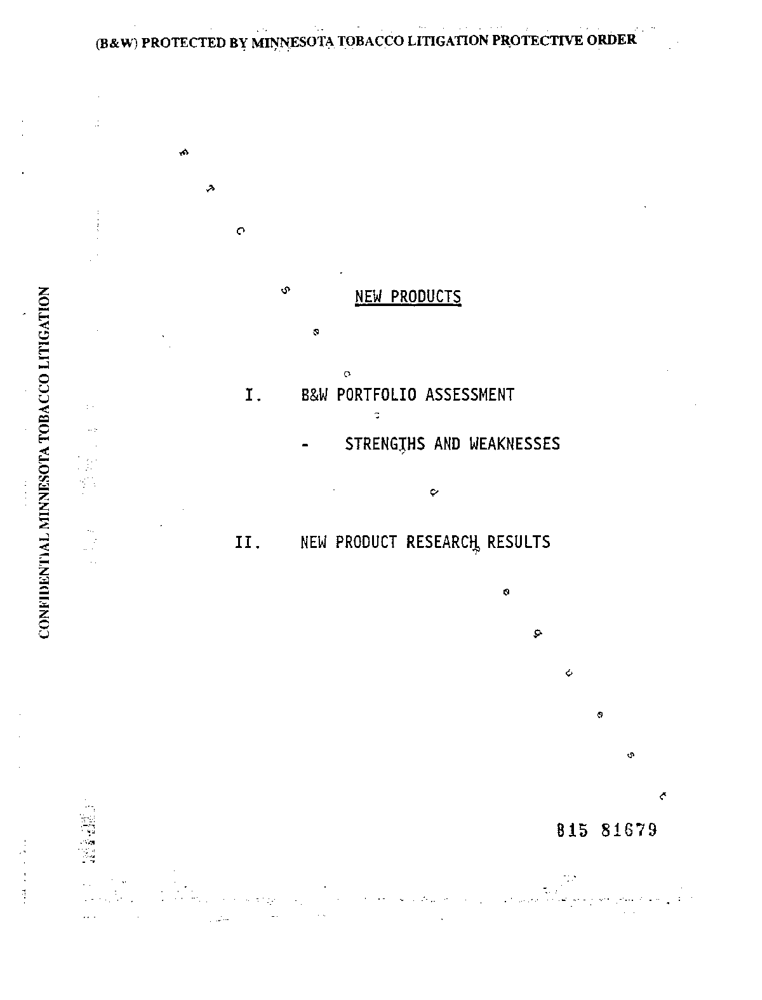 (B&W) PROTECTED BY MINNESOTA TOBACCO LITIGATION PROTECTIVE ORDER
CONFIDENTIAL MINNESOTA TOBACCO LITIGATION
NEW PRODUCTS
I. B&W PORTFOLIO ASSESSMENT
- STRENGTHS AND WEAKNESSES
II. NEW PRODUCT RESEARCH RESULTS
815 81679